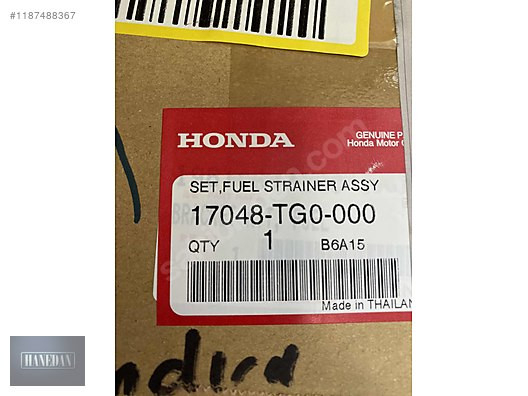 #1187488367
HONDA
GENUINE P
Honda Motor C
SET,FUEL STRAINER ASSY
17048-TG0-000
QTY 1 B6A15
Made in THAILAN
HANEDAN